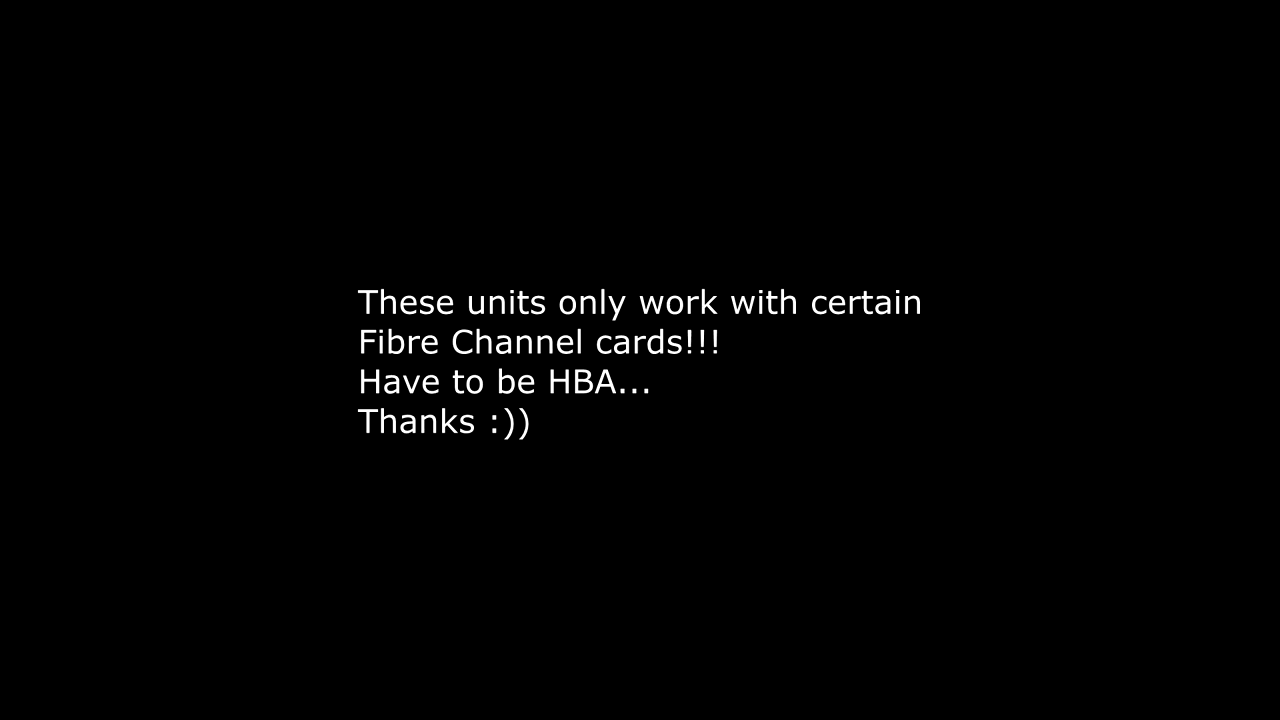 These units only work with certain
Fibre Channel cards!!!
Have to be HBA...
Thanks :))